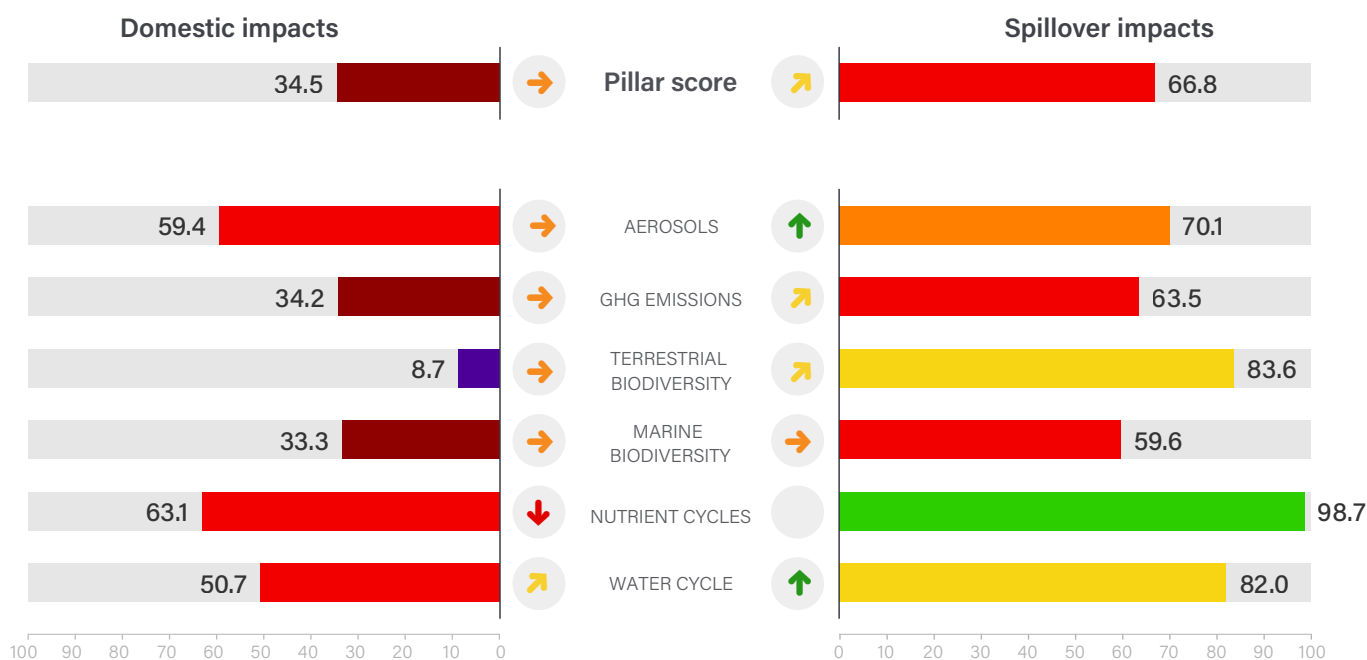 Domestic impacts
Spillover impacts
34.5
Pillar score
66.8
59.4
AEROSOLS
70.1
34.2
GHG EMISSIONS
63.5
8.7
TERRESTRIAL
BIODIVERSITY
83.6
33.3
MARINE
BIODIVERSITY
59.6
63.1
NUTRIENT CYCLES
98.7
50.7
WATER CYCLE
82.0
100 90 80 70 60 50 40 30 20 10 0
0 10 20 30 40 50 60 70 80 90 100